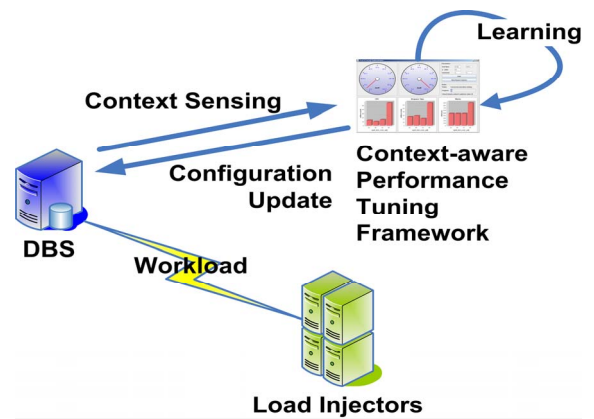 Learning
Context Sensing
Configuration
Update
Context-aware
Performance
Tuning
Framework
DBS
Workload
Load Injectors